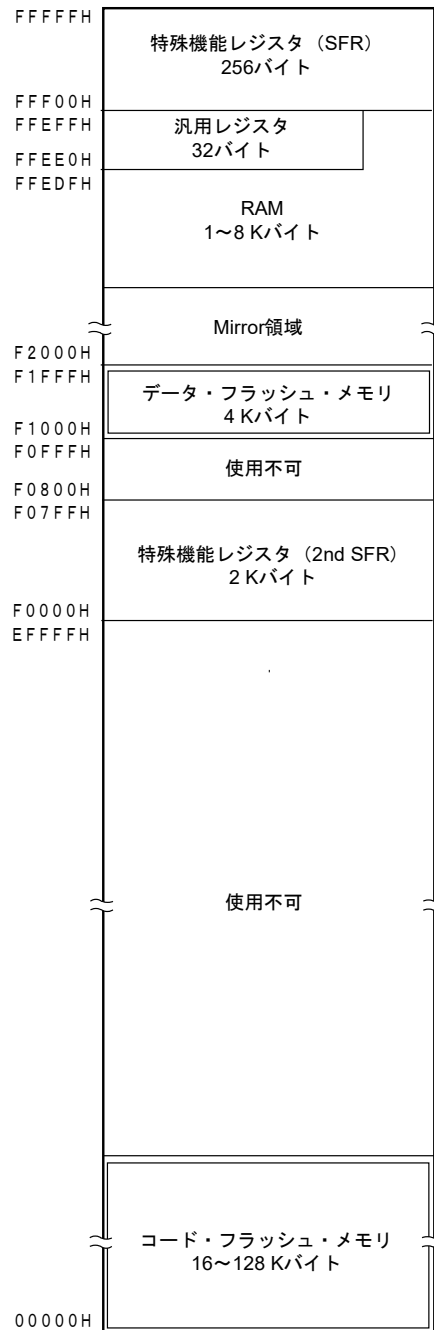 FFFFFH
特殊機能レジスタ（SFR）
256バイト
FFF00H
FFEFFH
汎用レジスタ
32バイト
FFEE0H
FFEDFH
RAM
1～8 Kバイト
Mirror領域
F2000H
F1FFFH
データ・フラッシュ・メモリ
4 Kバイト
F1000H
F0FFFH
使用不可
F0800H
F07FFH
特殊機能レジスタ（2nd SFR）
2 Kバイト
F0000H
EFFFFH
使用不可
コード・フラッシュ・メモリ
16～128 Kバイト
00000H